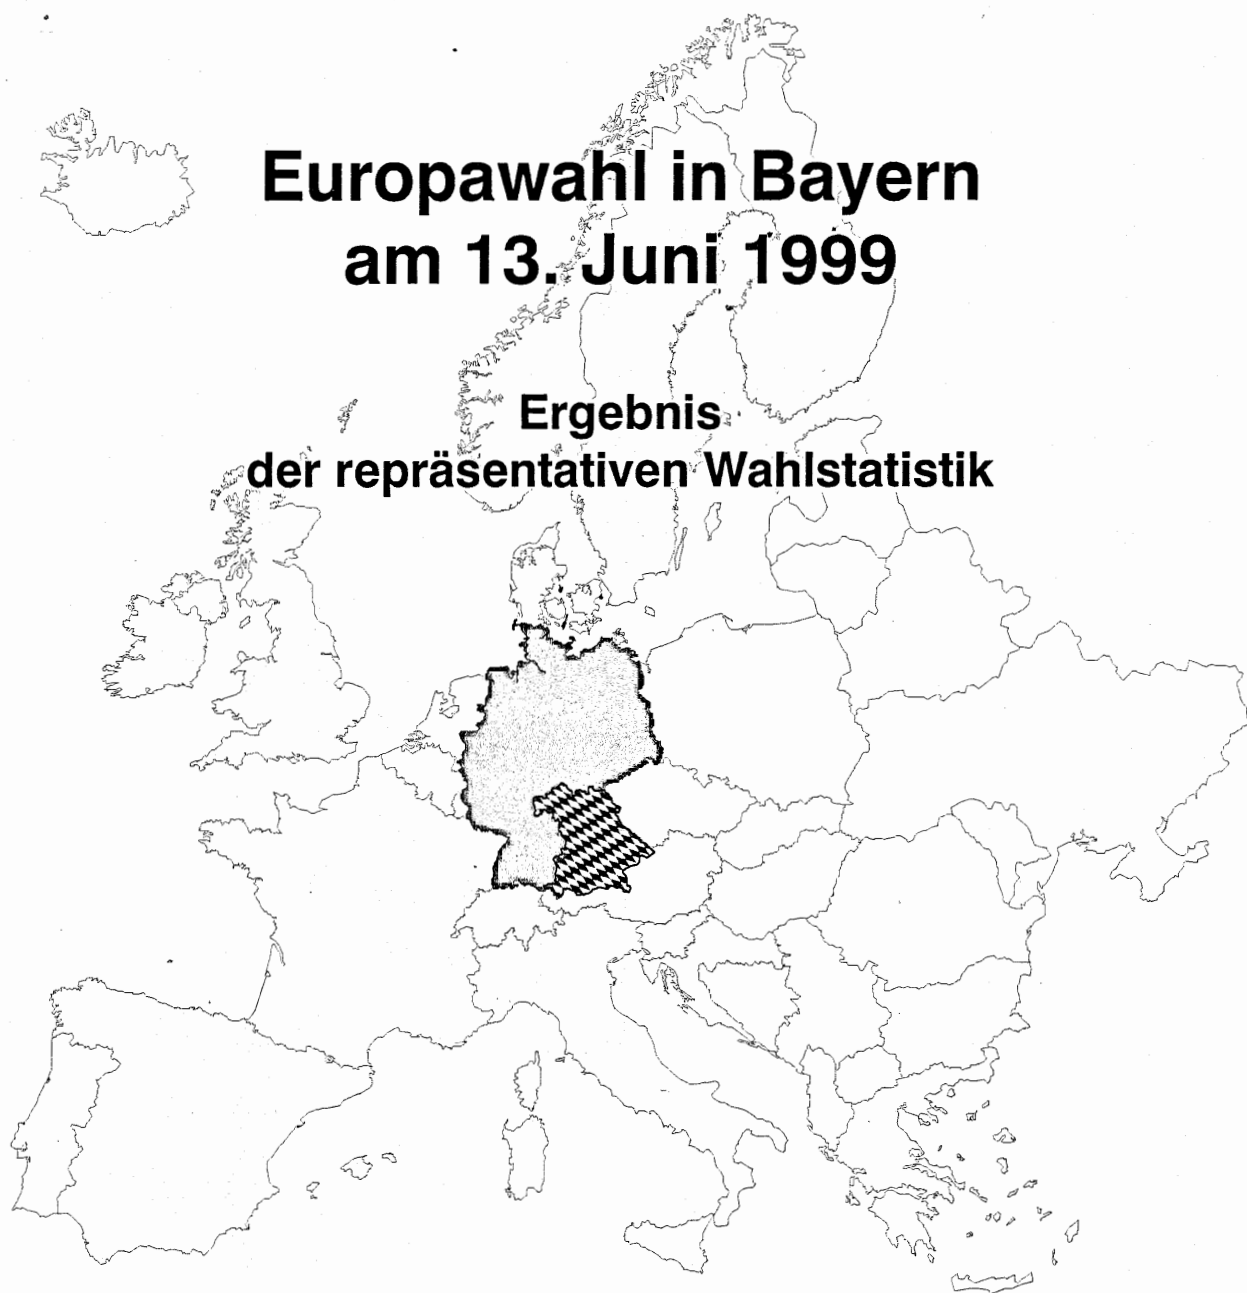 Europawahl in Bayern
am 13. Juni 1999
Ergebnis
der repräsentativen Wahlstatistik